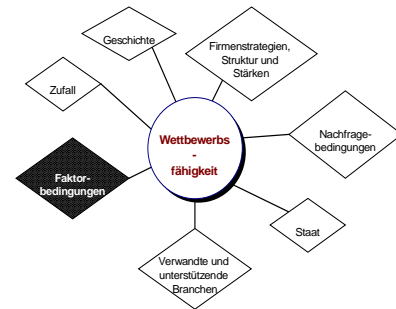 Geschichte
Firmenstrategien,
Struktur und
Stärken
Zufall
Wettbewerbs
-
fähigkeit
Nachfrage-
bedingungen
Faktor-
bedingungen
Staat
Verwandte und
unterstützende
Branchen